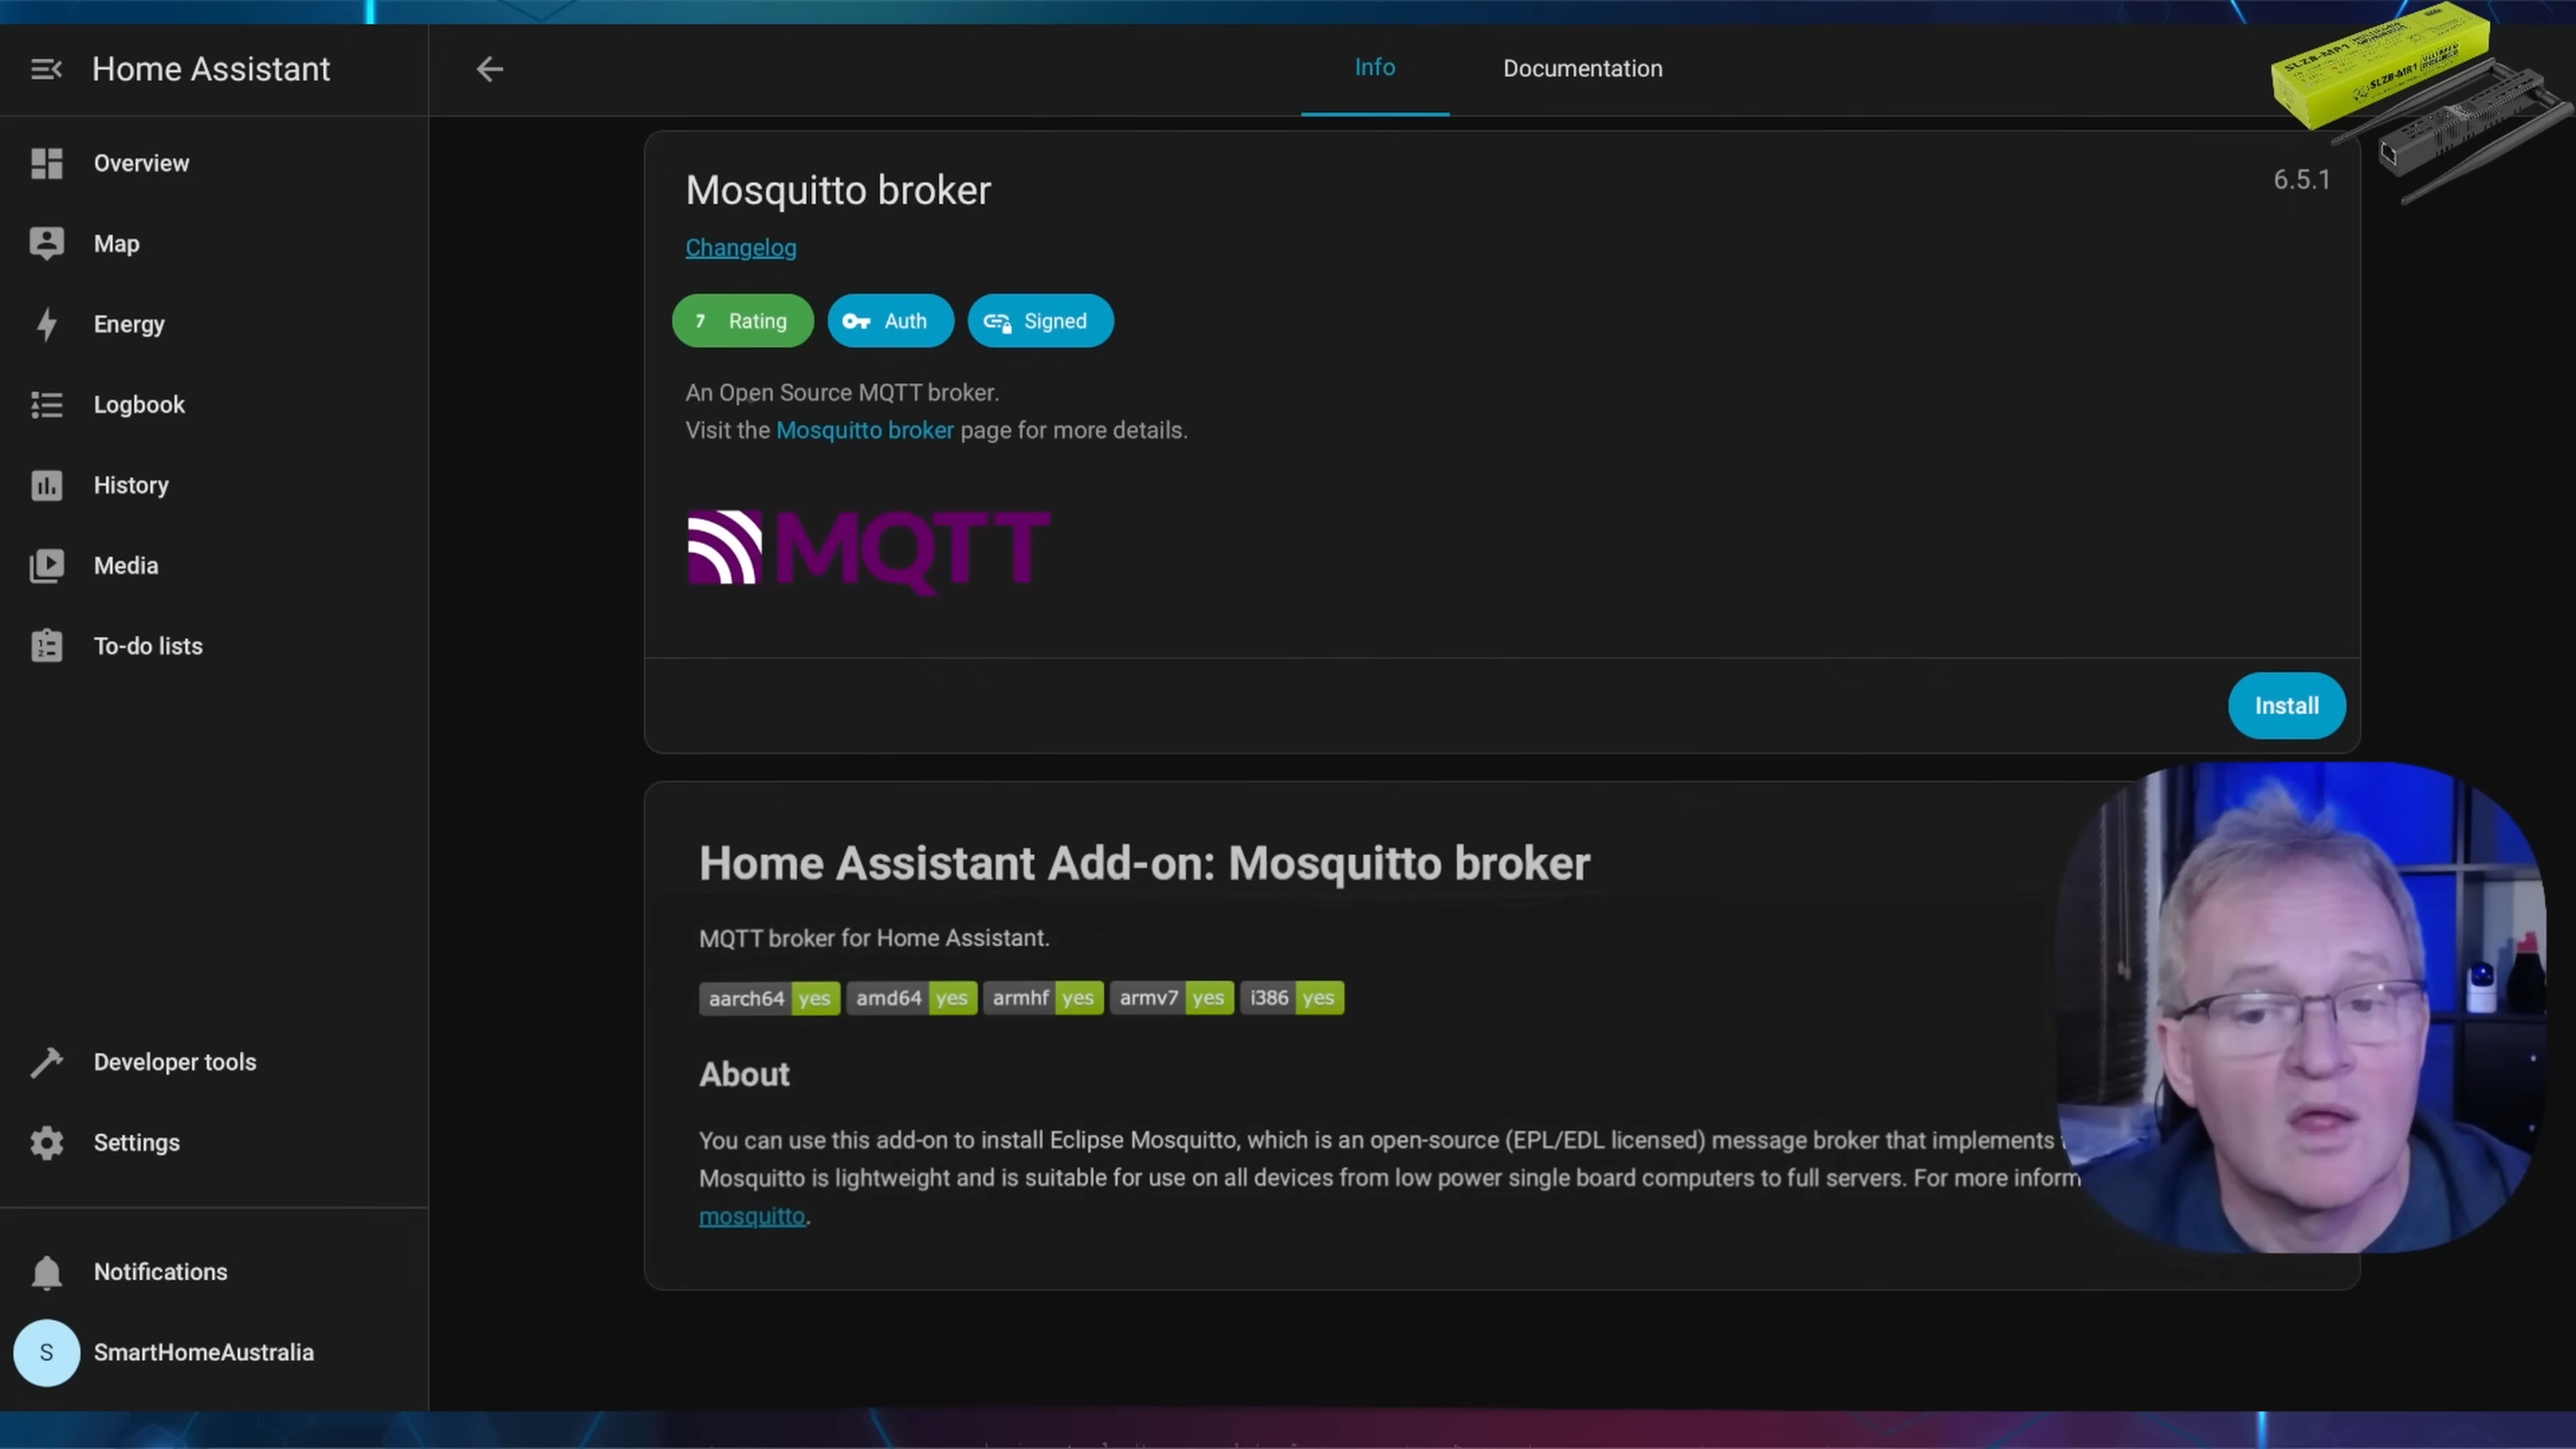 Home Assistant
Info
Documentation
SLZB-MR1
SLZB-MR1
Overview
Map
Energy
Logbook
History
Media
To-do lists
Developer tools
Settings
Notifications
S
SmartHomeAustralia
Mosquitto broker
6.5.1
Changelog
7 Rating
Auth
Signed
An Open Source MQTT broker.
Visit the Mosquitto broker page for more details.
MQTT
Install
Home Assistant Add-on: Mosquitto broker
MQTT broker for Home Assistant.
aarch64 yes amd64 yes armhf yes armv7 yes i386 yes
About
You can use this add-on to install Eclipse Mosquitto, which is an open-source (EPL/EDL licensed) message broker that implements
Mosquitto is lightweight and is suitable for use on all devices from low power single board computers to full servers. For more inform
mosquitto.